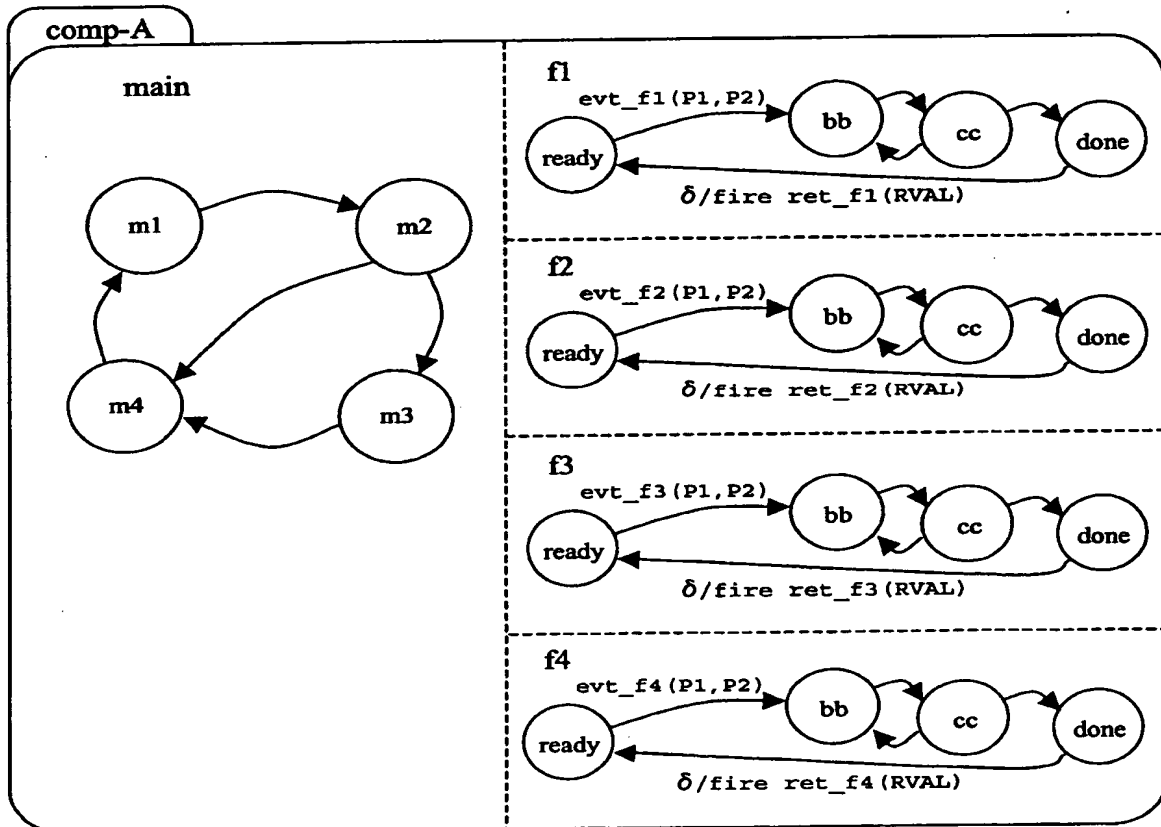 comp-A
main
m1
m2
m4
m3
f1
evt_f1(P1,P2)
ready
bb
cc
done
δ/fire ret_f1(RVAL)
f2
evt_f2(P1,P2)
ready
bb
cc
done
δ/fire ret_f2(RVAL)
f3
evt_f3(P1,P2)
ready
bb
cc
done
δ/fire ret_f3(RVAL)
f4
evt_f4(P1,P2)
ready
bb
cc
done
δ/fire ret_f4(RVAL)